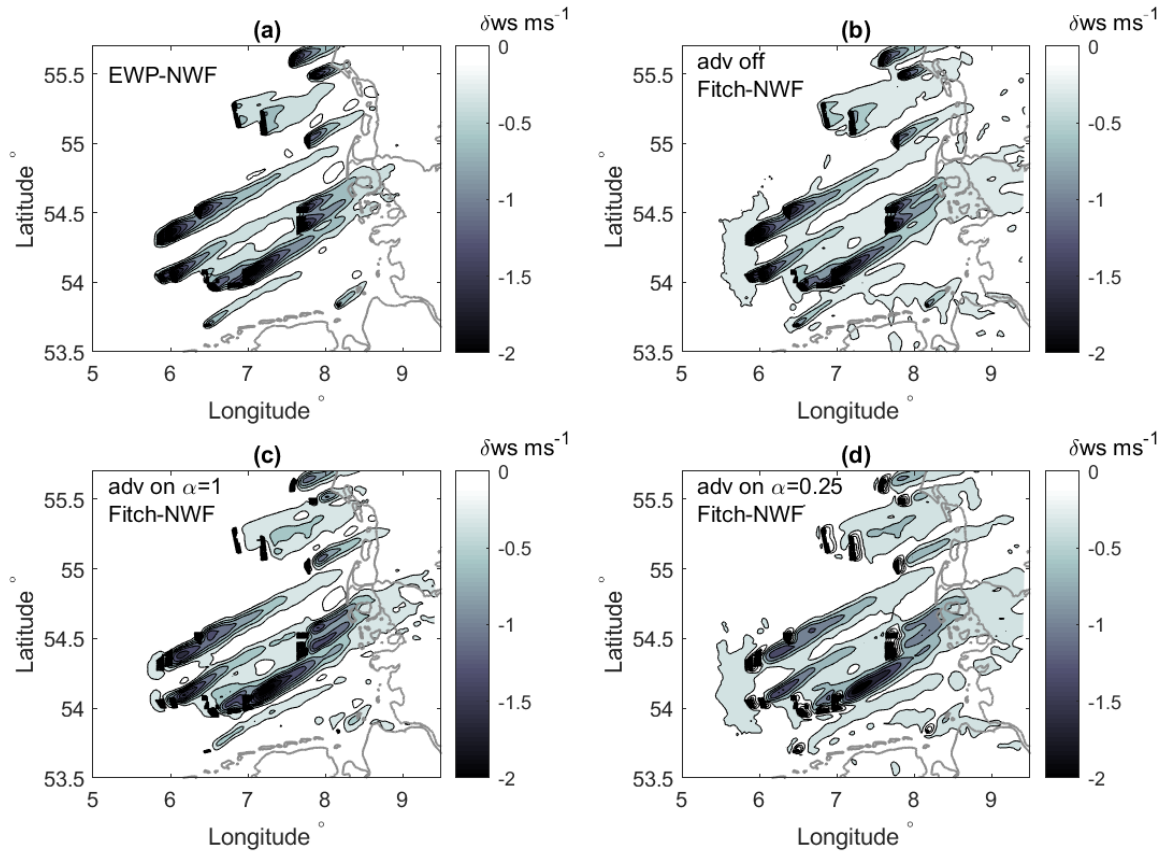 (a)
δws ms-1
EWP-NWF
55.5
55
54.5
54
53.5
Latitude °
5 6 7 8 9
Longitude °
0
-0.5
-1
-1.5
-2
(b)
δws ms-1
adv off
Fitch-NWF
55.5
55
54.5
54
53.5
Latitude °
5 6 7 8 9
Longitude °
0
-0.5
-1
-1.5
-2
(c)
δws ms-1
adv on α=1
Fitch-NWF
55.5
55
54.5
54
53.5
Latitude °
5 6 7 8 9
Longitude °
0
-0.5
-1
-1.5
-2
(d)
δws ms-1
adv on α=0.25
Fitch-NWF
55.5
55
54.5
54
53.5
Latitude °
5 6 7 8 9
Longitude °
0
-0.5
-1
-1.5
-2